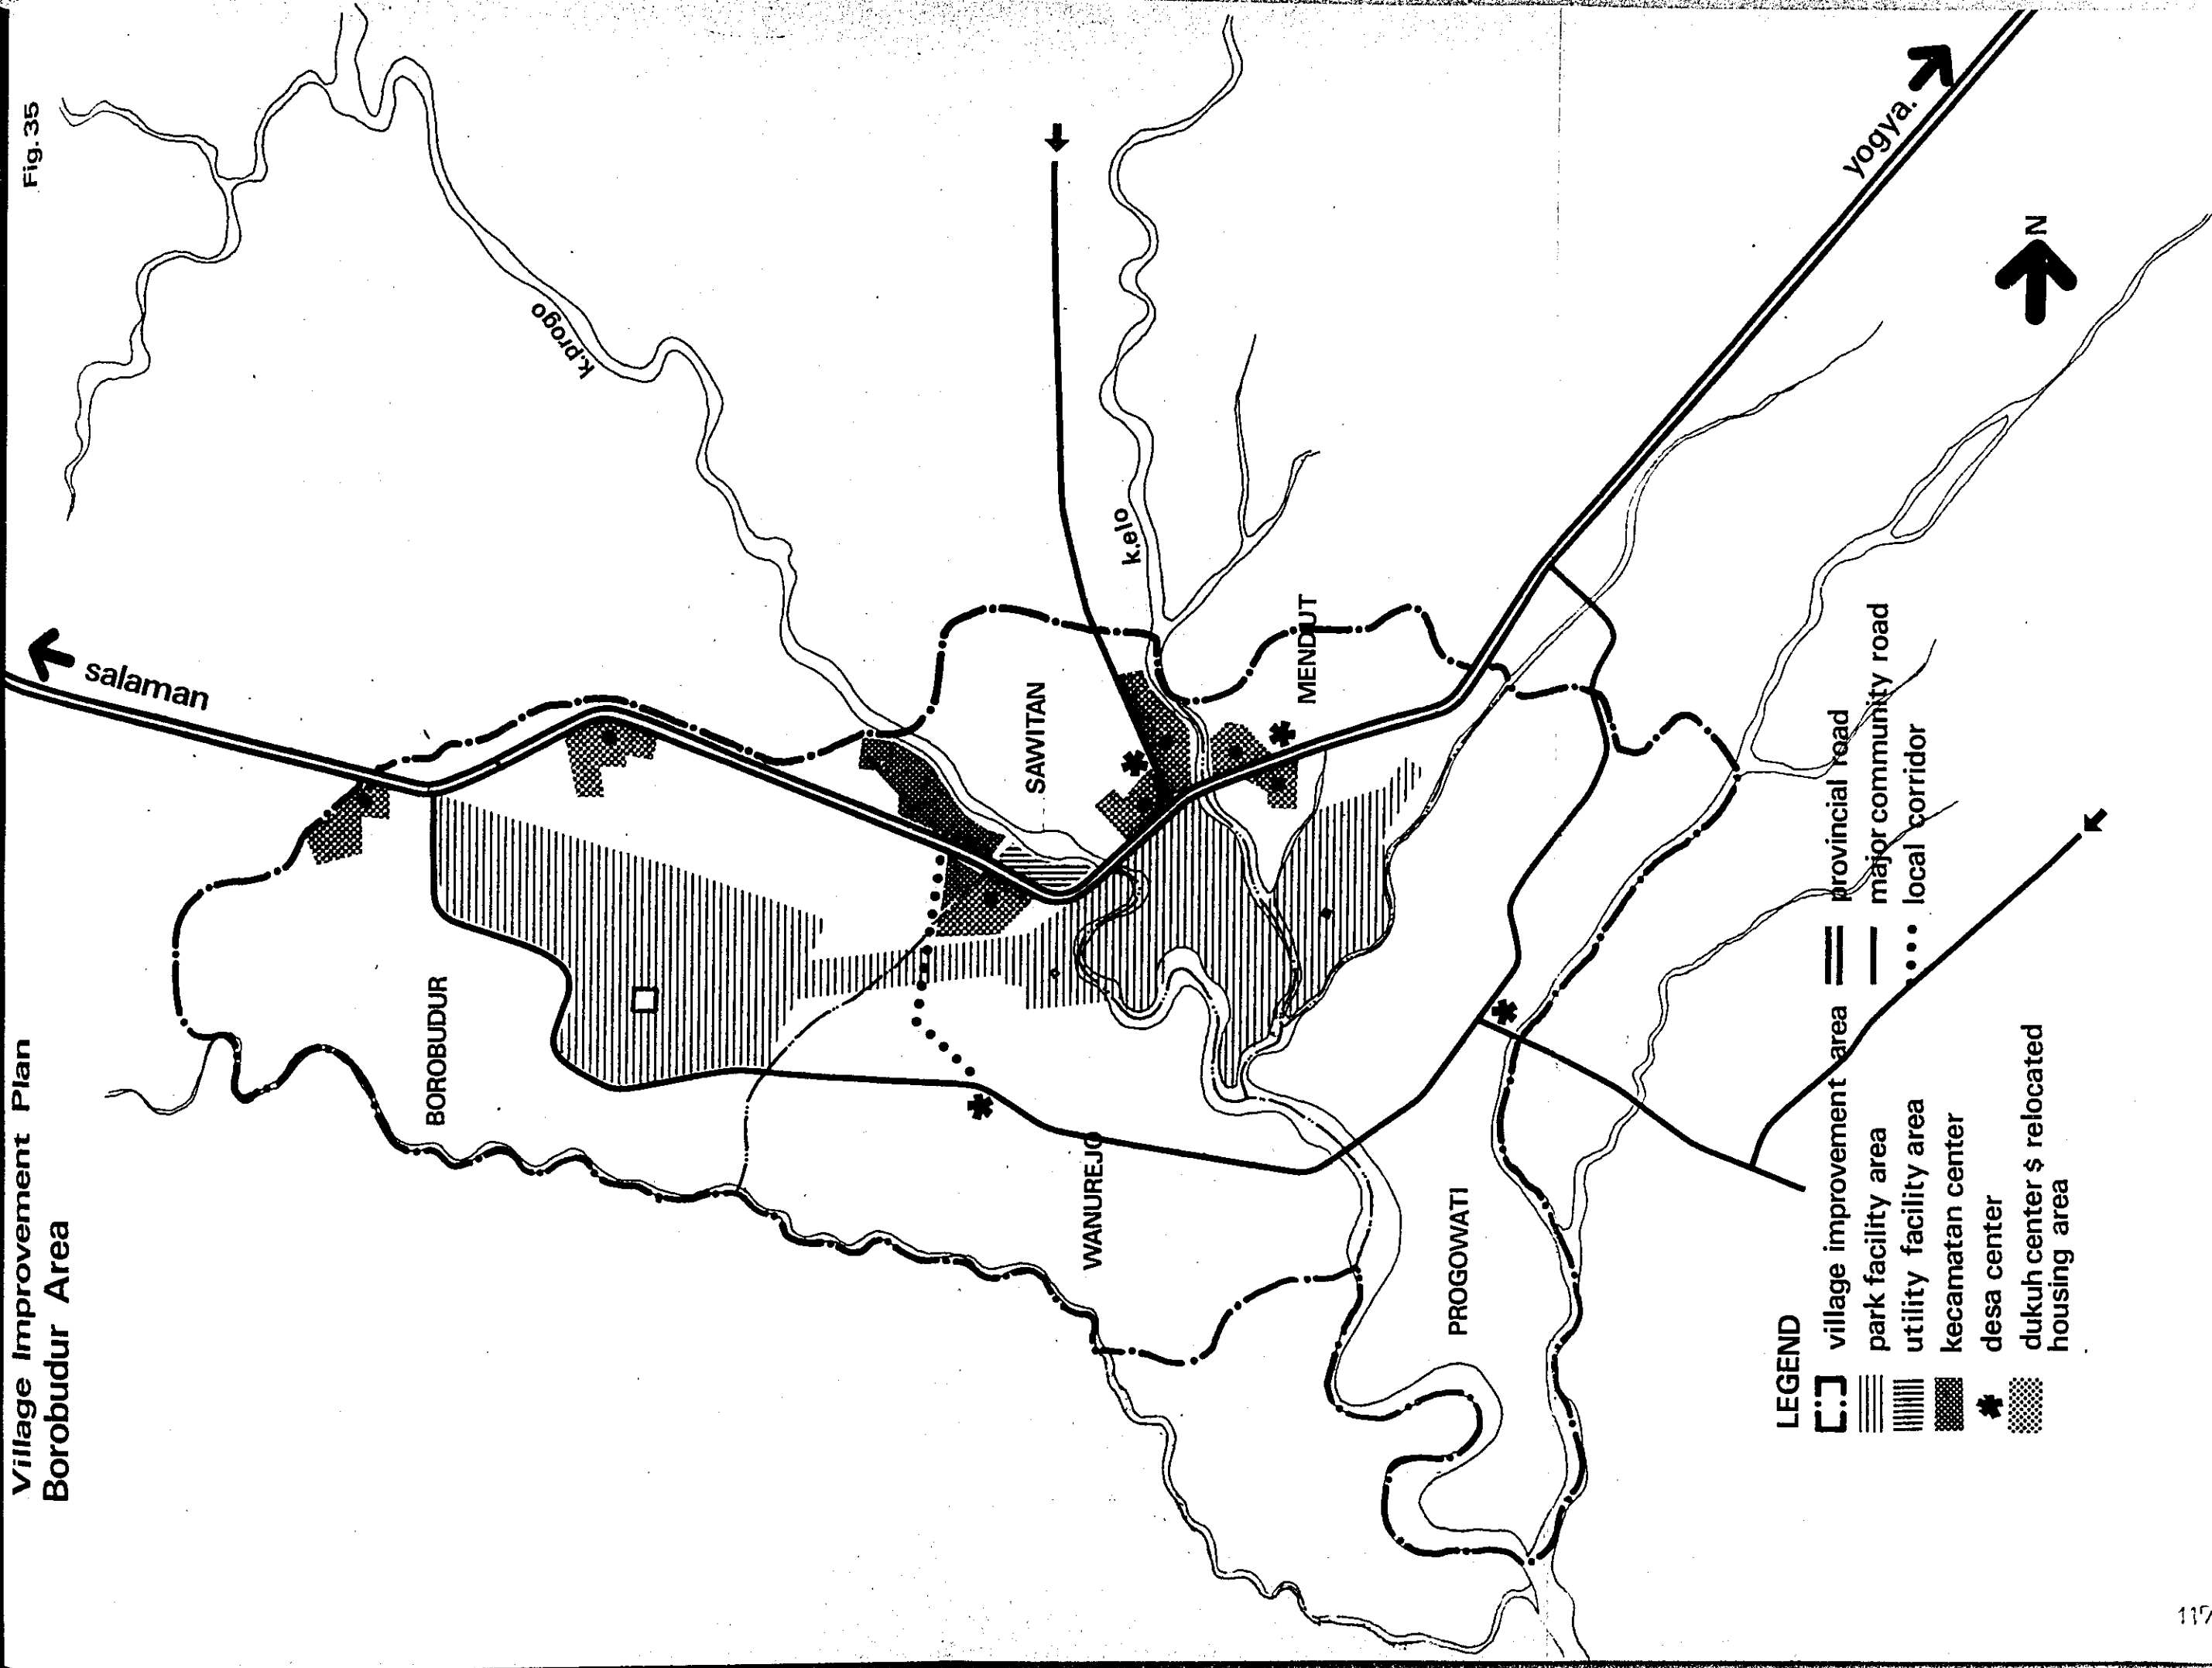 Fig. 35
Village Improvement Plan
Borobudur Area
salaman
k.progo
k.elo
yogya.
N
SAWITAN
MENDUT
BOROBUDUR
WANUREJO
PROGOWATI
LEGEND
village improvement area
park facility area
utility facility area
kecamatan center
desa center
dukuh center $ relocated
housing area
provincial road
major community road
local corridor